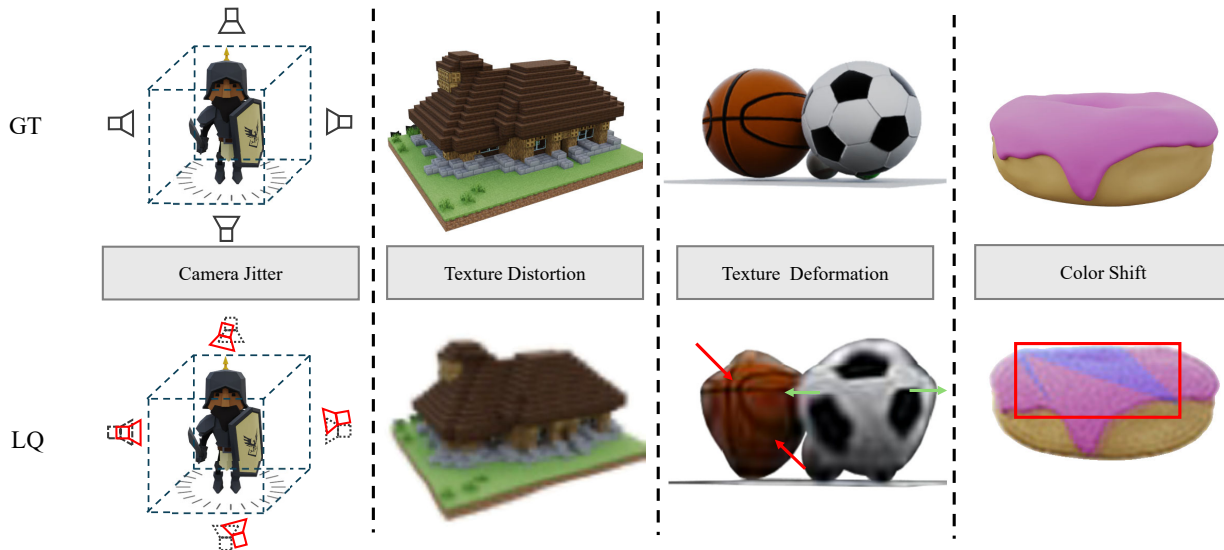 GT
Camera Jitter
Texture Distortion
Texture Deformation
Color Shift
LQ